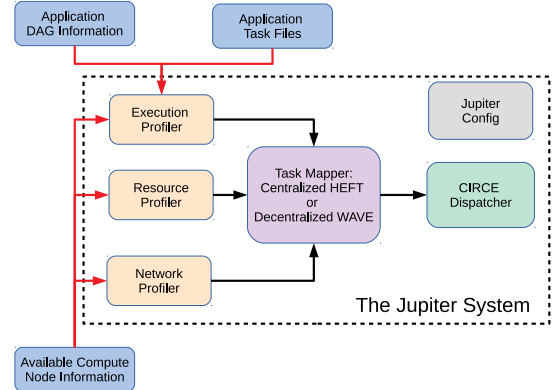 Application
DAG Information
Application
Task Files
Execution
Profiler
Jupiter
Config
Resource
Profiler
Task Mapper:
Centralized HEFT
or
Decentralized WAVE
CIRCE
Dispatcher
Network
Profiler
The Jupiter System
Available Compute
Node Information